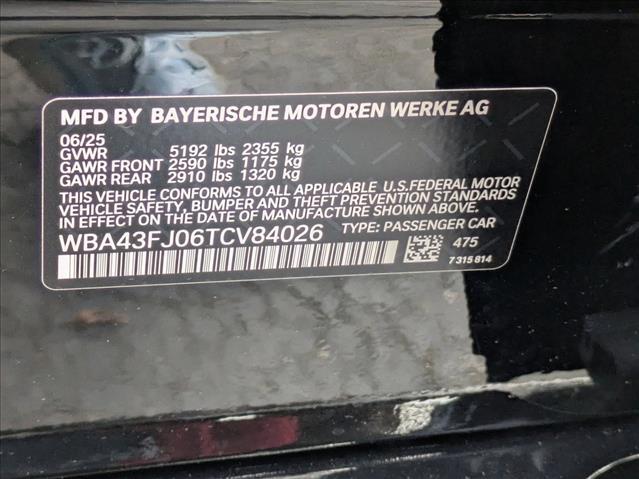 MFD BY BAYERISCHE MOTOREN WERKE AG
06/25
GVWR 5192 lbs 2355 kg
GAWR FRONT 2590 lbs 1175 kg
GAWR REAR 2910 lbs 1320 kg
THIS VEHICLE CONFORMS TO ALL APPLICABLE U.S.FEDERAL MOTOR
VEHICLE SAFETY, BUMPER AND THEFT PREVENTION STANDARDS
IN EFFECT ON THE DATE OF MANUFACTURE SHOWN ABOVE.
WBA43FJ06TCV84026 TYPE: PASSENGER CAR
475
7 315 814